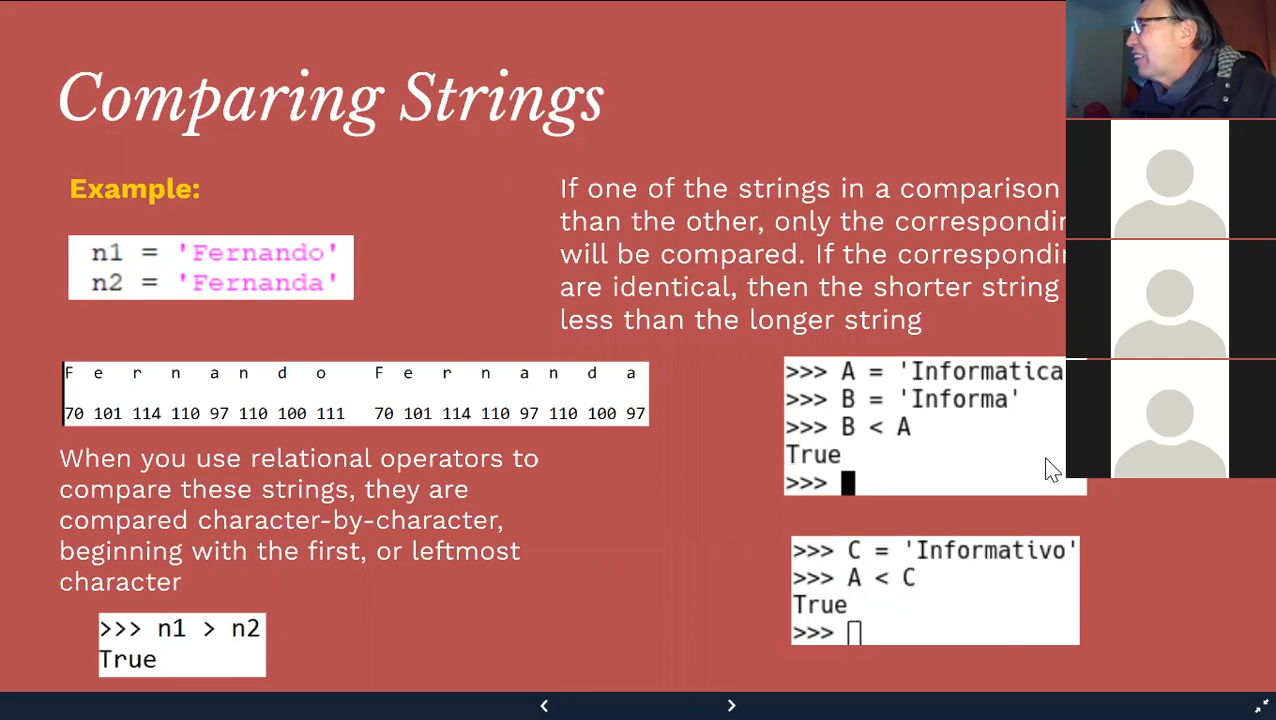 Comparing Strings
Example:
n1 = 'Fernando'
n2 = 'Fernanda'
F e r n a n d o F e r n a n d a
70 101 114 110 97 110 100 111 70 101 114 110 97 110 100 97
When you use relational operators to
compare these strings, they are
compared character-by-character,
beginning with the first, or leftmost
character
>>> n1 > n2
True
If one of the strings in a comparison
than the other, only the correspondin
will be compared. If the correspondin
are identical, then the shorter string
less than the longer string
>>> A = 'Informatica
>>> B = 'Informa'
>>> B < A
True
>>>
>>> C = 'Informativo'
>>> A < C
True
>>>